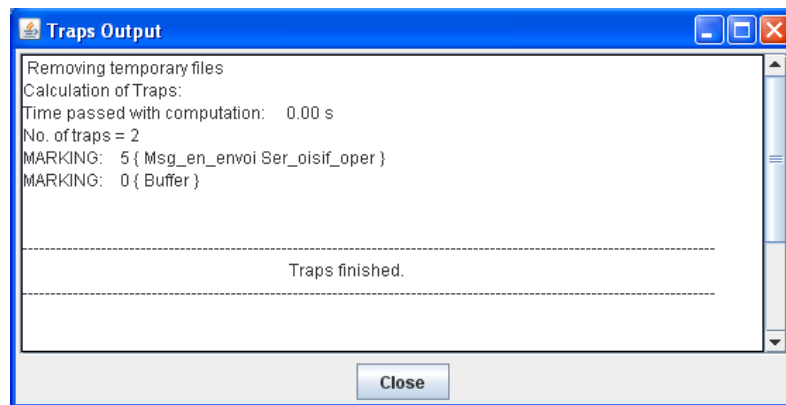 Traps Output
Removing temporary files
Calculation of Traps:
Time passed with computation: 0.00 s
No. of traps = 2
MARKING: 5 { Msg_en_envoi Ser_oisif_oper }
MARKING: 0 { Buffer }
--------------------------------------------------------------------------------
Traps finished.
--------------------------------------------------------------------------------
Close